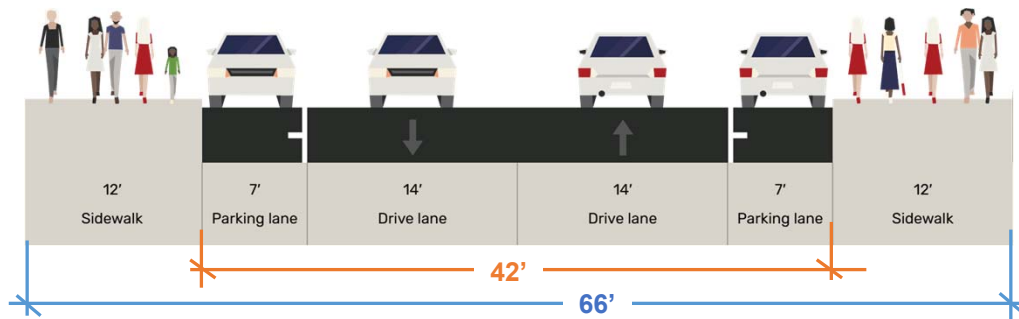 12’ 7’ 14’ 14’ 7’ 12’
Sidewalk Parking lane Drive lane Drive lane Parking lane Sidewalk
42’
66’